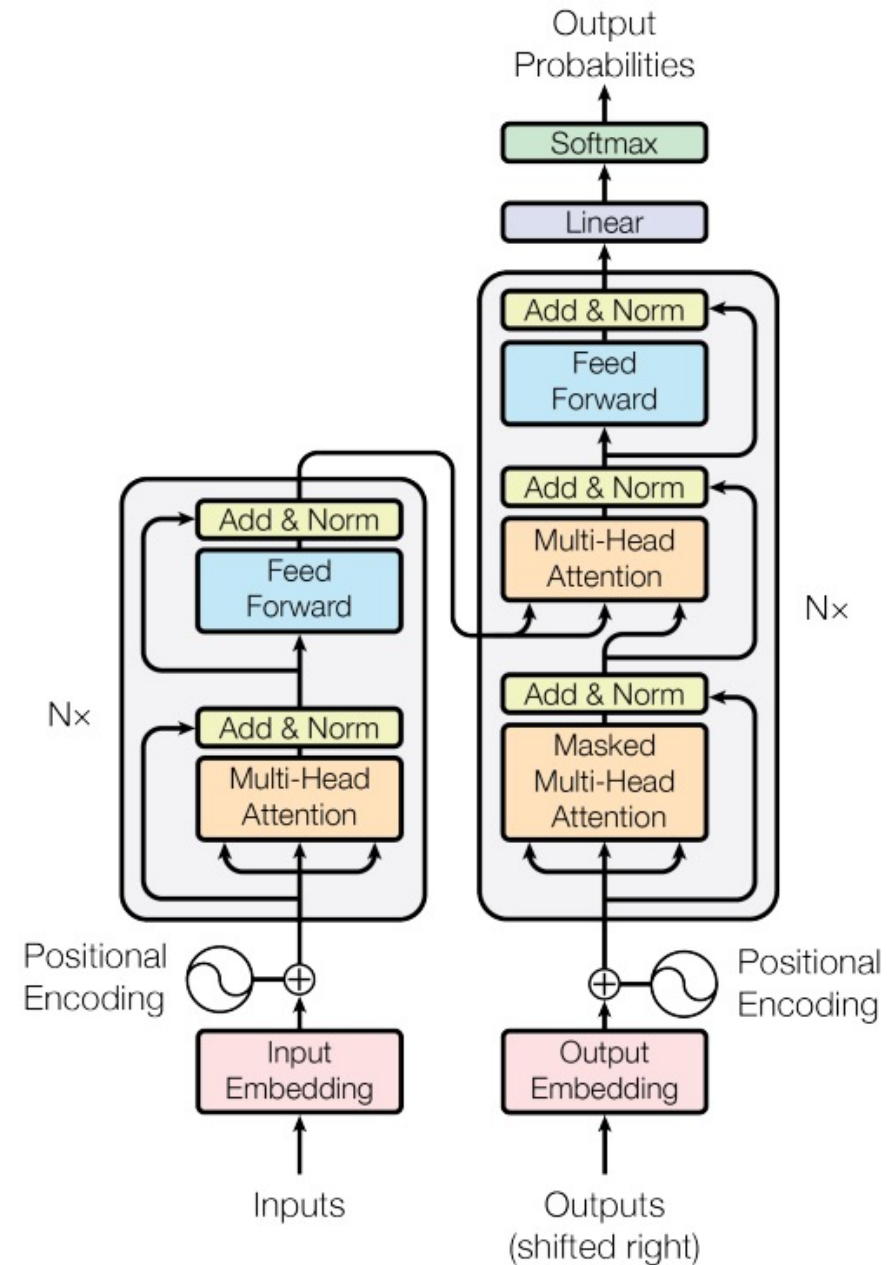 Output
Probabilities
Softmax
Linear
Add & Norm
Feed
Forward
Add & Norm
Multi-Head
Attention
Add & Norm
Masked
Multi-Head
Attention
Nx
Add & Norm
Feed
Forward
Add & Norm
Multi-Head
Attention
Nx
Positional
Encoding
Positional
Encoding
Input
Embedding
Output
Embedding
Inputs
Outputs
(shifted right)